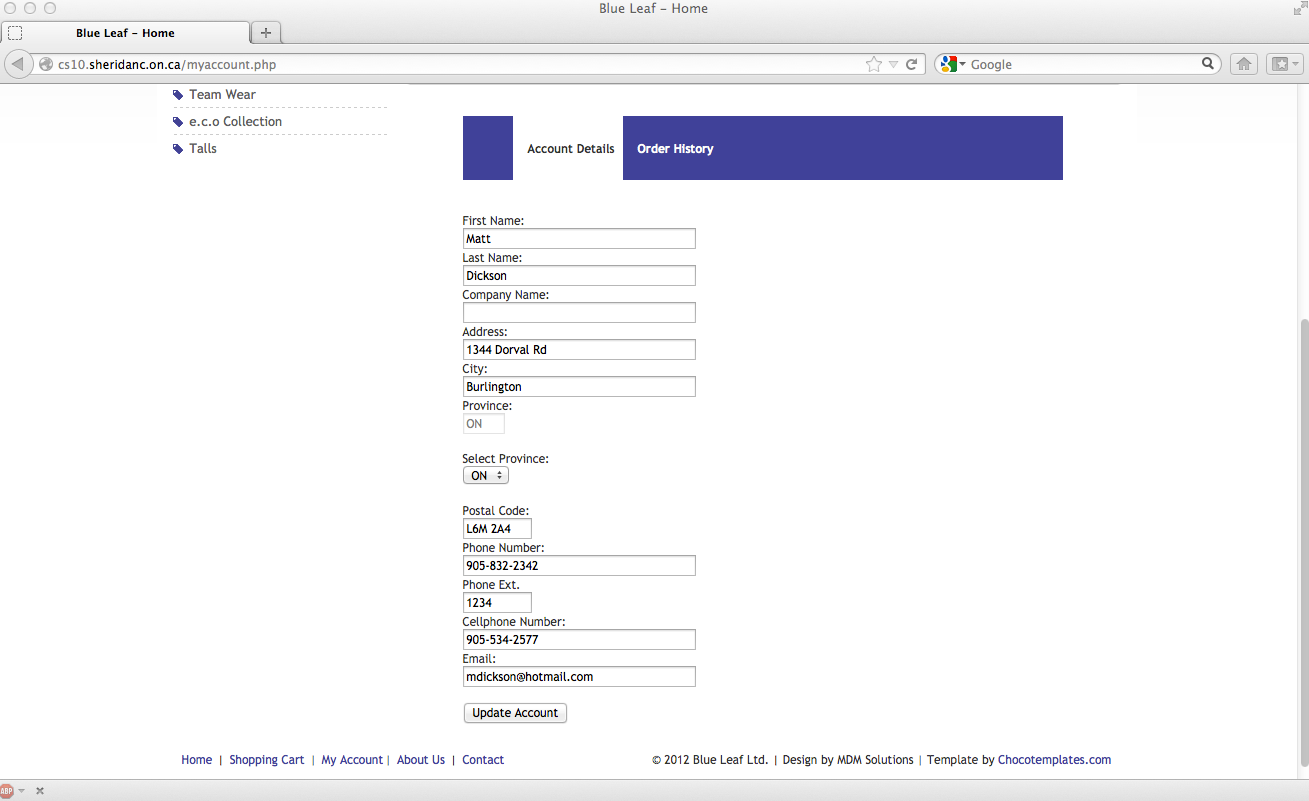 Blue Leaf – Home
Blue Leaf – Home
cs10.sheridanc.on.ca/myaccount.php
Google
Team Wear
e.c.o Collection
Talls
Account Details
Order History
First Name:
Matt
Last Name:
Dickson
Company Name:
Address:
1344 Dorval Rd
City:
Burlington
Province:
ON
Select Province:
ON
Postal Code:
L6M 2A4
Phone Number:
905-832-2342
Phone Ext.
1234
Cellphone Number:
905-534-2577
Email:
mdickson@hotmail.com
Update Account
Home | Shopping Cart | My Account | About Us | Contact
© 2012 Blue Leaf Ltd. | Design by MDM Solutions | Template by Chocotemplates.com
ABP